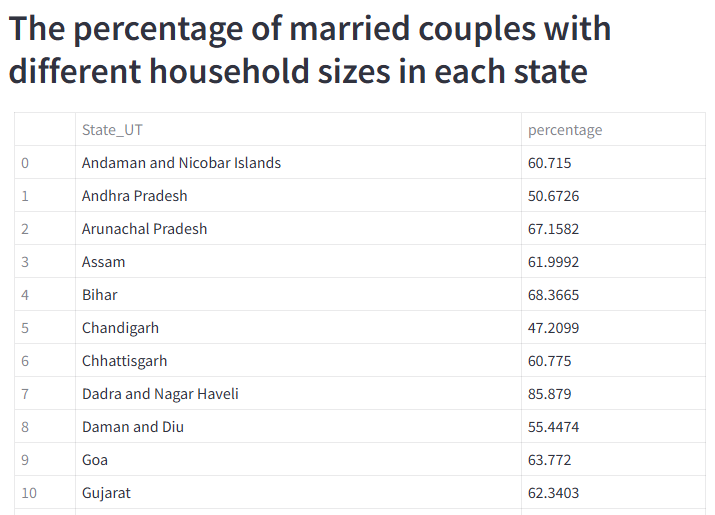 The percentage of married couples with
different household sizes in each state
State_UT percentage
0 Andaman and Nicobar Islands 60.715
1 Andhra Pradesh 50.6726
2 Arunachal Pradesh 67.1582
3 Assam 61.9992
4 Bihar 68.3665
5 Chandigarh 47.2099
6 Chhattisgarh 60.775
7 Dadra and Nagar Haveli 85.879
8 Daman and Diu 55.4474
9 Goa 63.772
10 Gujarat 62.3403